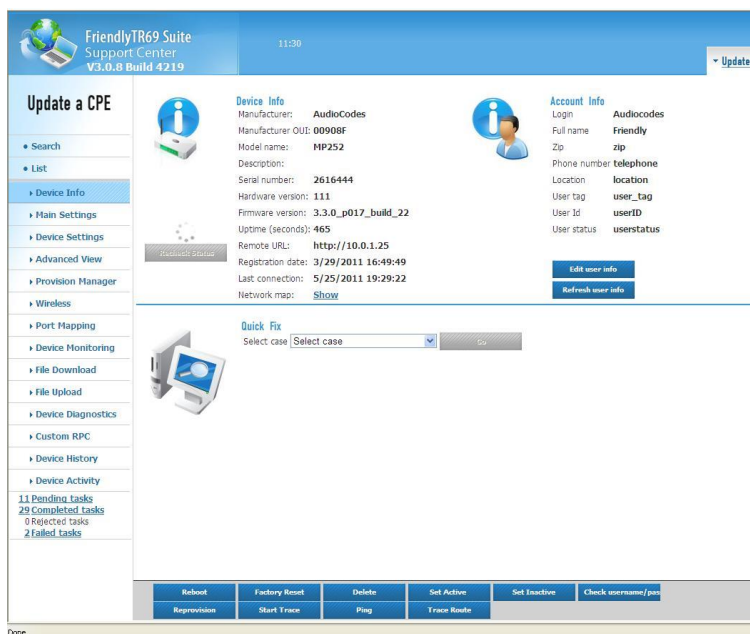 FriendlyTR69 Suite
Support Center
V3.0.8 Build 4219
11:30
Update
Update a CPE
Search
List
Device Info
Main Settings
Device Settings
Advanced View
Provision Manager
Wireless
Port Mapping
Device Monitoring
File Download
File Upload
Device Diagnostics
Custom RPC
Device History
Device Activity
11 Pending tasks
29 Completed tasks
0 Rejected tasks
2 Failed tasks
Recheck Status
Device Info
Manufacturer: AudioCodes
Manufacturer OUI: 00908F
Model name: MP252
Description:
Serial number: 2616444
Hardware version: 111
Firmware version: 3.3.0_p017_build_22
Uptime (seconds): 465
Remote URL: http://10.0.1.25
Registration date: 3/29/2011 16:49:49
Last connection: 5/25/2011 19:29:22
Network map: Show
Account Info
Login Audiocodes
Full name Friendly
Zip zip
Phone number telephone
Location location
User tag user_tag
User Id userID
User status userstatus
Edit user info
Refresh user info
Quick Fix
Select case Select case Go
Reboot Factory Reset Delete Set Active Set Inactive Check username/pas
Reprovision Start Trace Ping Trace Route
Done